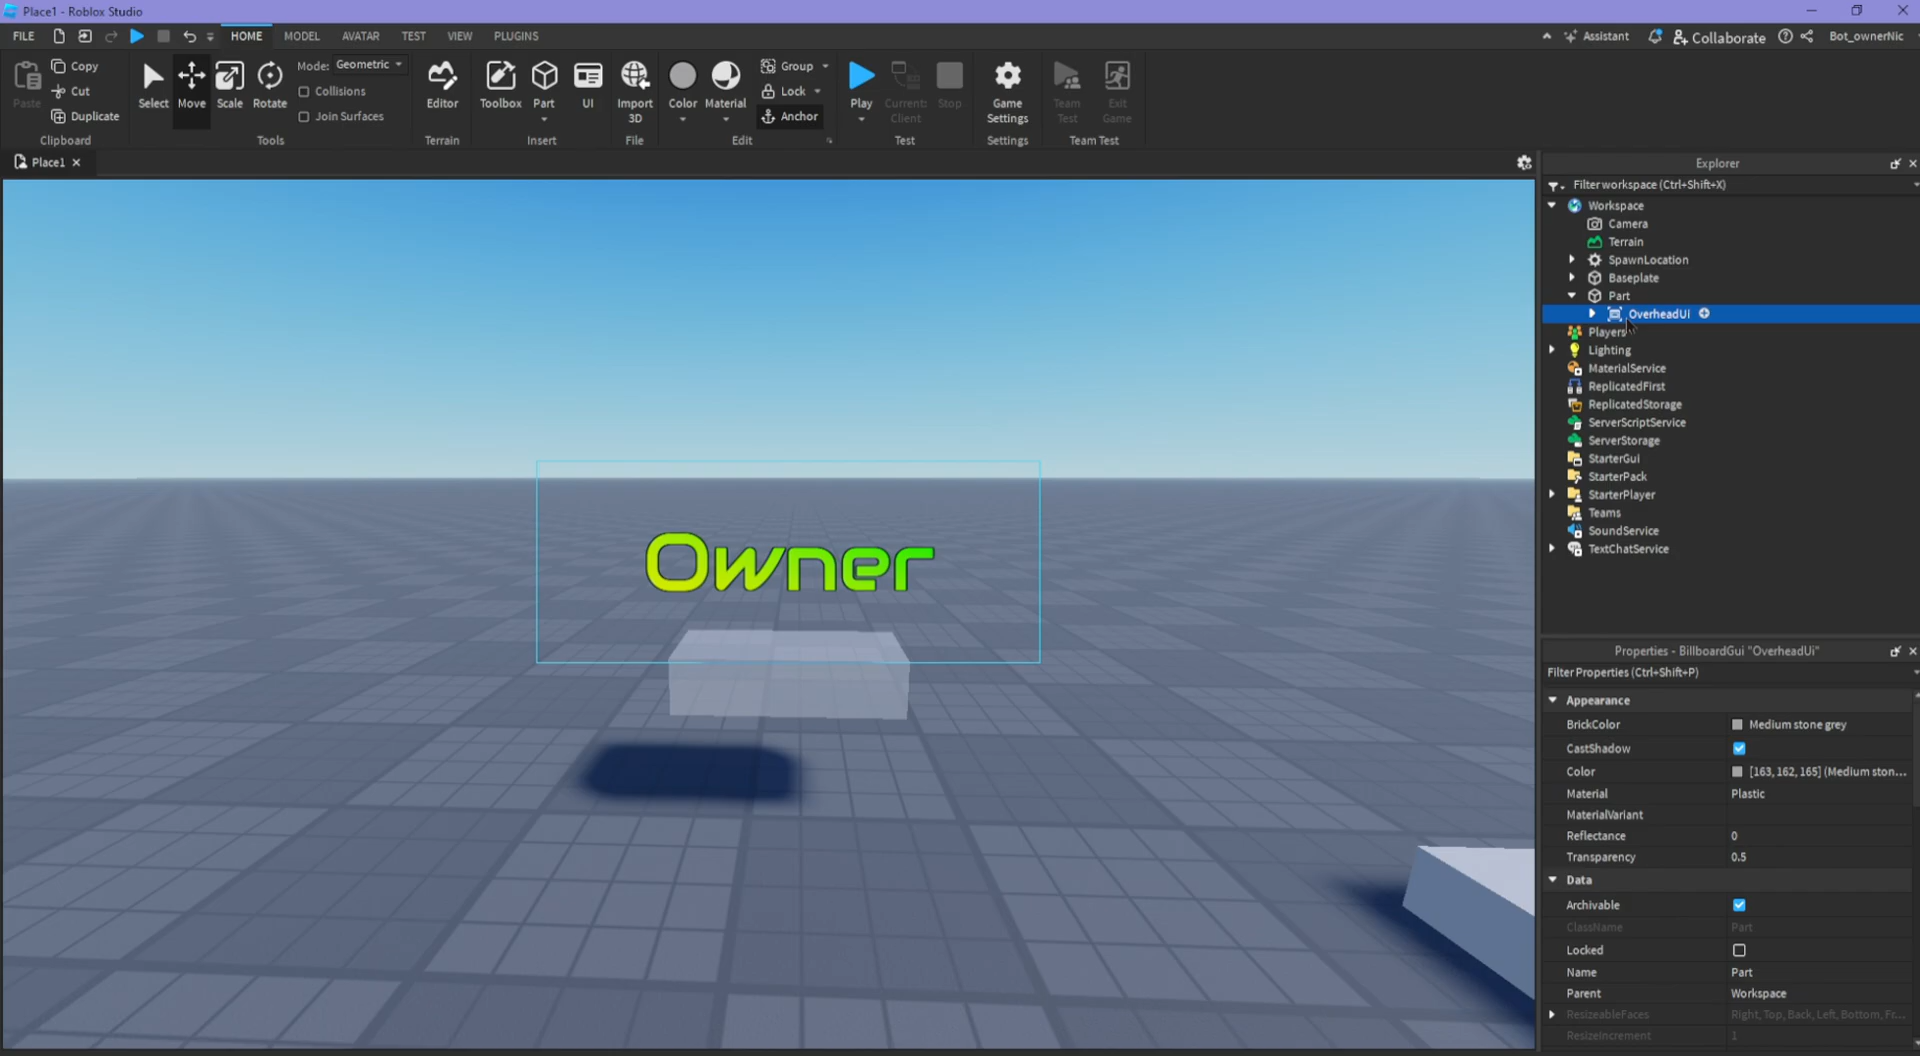 Place1 - Roblox Studio
FILE HOME MODEL AVATAR TEST VIEW PLUGINS Assistant Collaborate Bot_ownerNic
Paste Copy Cut Duplicate Clipboard
Select Move Scale Rotate Mode: Geometric Collisions Join Surfaces Tools
Editor Terrain
Toolbox Part UI Insert
Import 3D File
Color Material Group Lock Anchor Edit
Play Current: Client Stop Test
Game Settings Settings
Team Test Exit Game Team Test
Place1
Owner
Explorer
Filter workspace (Ctrl+Shift+X)
Workspace
Camera
Terrain
SpawnLocation
Baseplate
Part
OverheadUi
Players
Lighting
MaterialService
ReplicatedFirst
ReplicatedStorage
ServerScriptService
ServerStorage
StarterGui
StarterPack
StarterPlayer
Teams
SoundService
TextChatService
Properties - BillboardGui "OverheadUi"
Filter Properties (Ctrl+Shift+P)
Appearance
BrickColor Medium stone grey
CastShadow
Color [163, 162, 165] (Medium ston...
Material Plastic
MaterialVariant
Reflectance 0
Transparency 0.5
Data
Archivable
ClassName Part
Locked
Name Part
Parent Workspace
ResizeableFaces Right, Top, Back, Left, Bottom, Fr...
ResizeIncrement 1